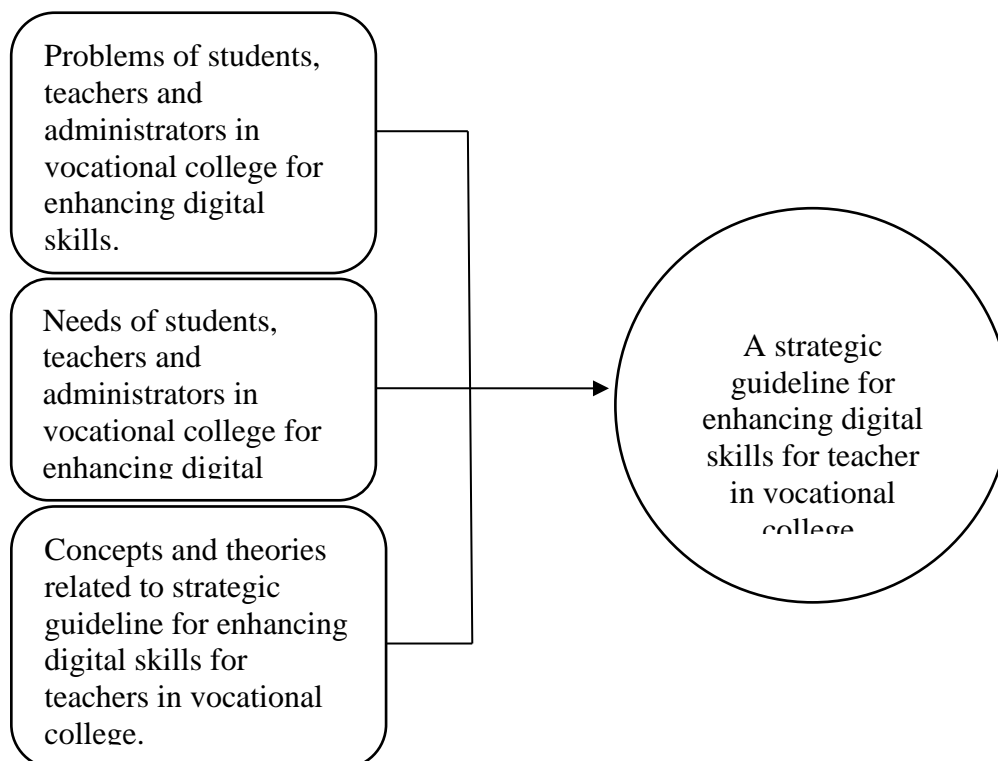 Problems of students,
teachers and
administrators in
vocational college for
enhancing digital
skills.
Needs of students,
teachers and
administrators in
vocational college for
enhancing digital
Concepts and theories
related to strategic
guideline for enhancing
digital skills for
teachers in vocational
college.
A strategic
guideline for
enhancing digital
skills for teacher
in vocational
college